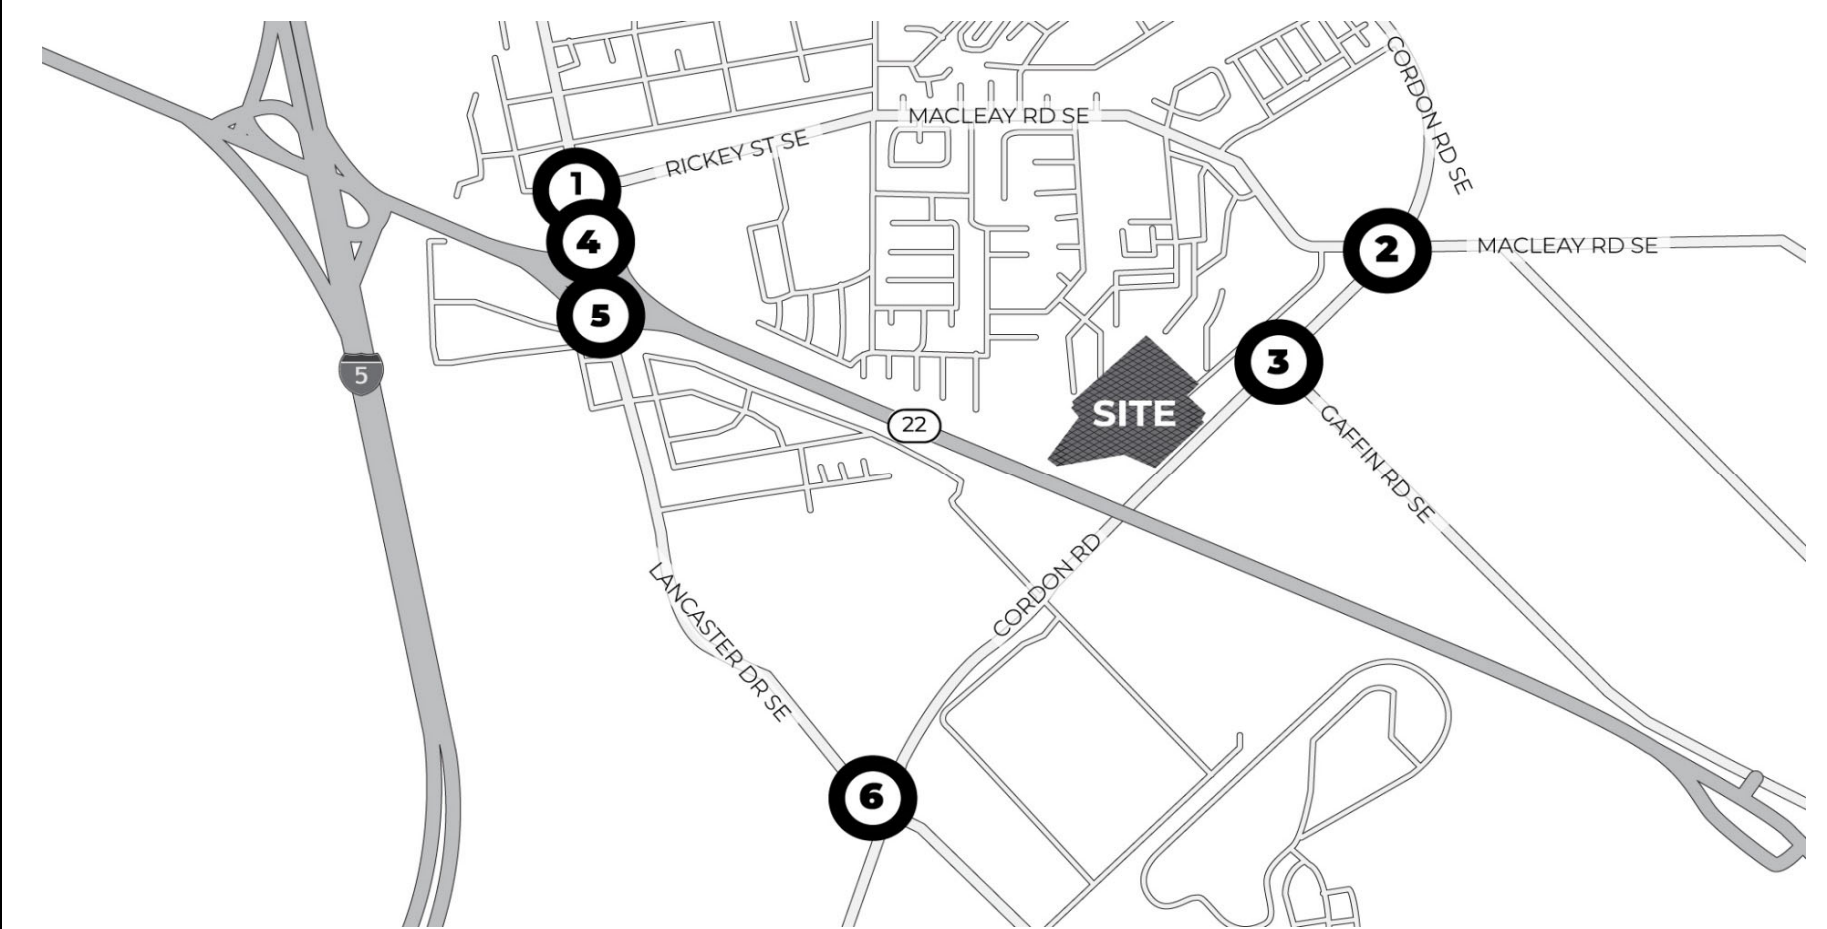 CORDON RD SE
MACLEAY RD SE
RICKEY ST SE
1
4
2
MACLEAY RD SE
5
3
5
SITE
22
GAFFIN RD SE
CORDON RD
LANCASTER DR SE
6